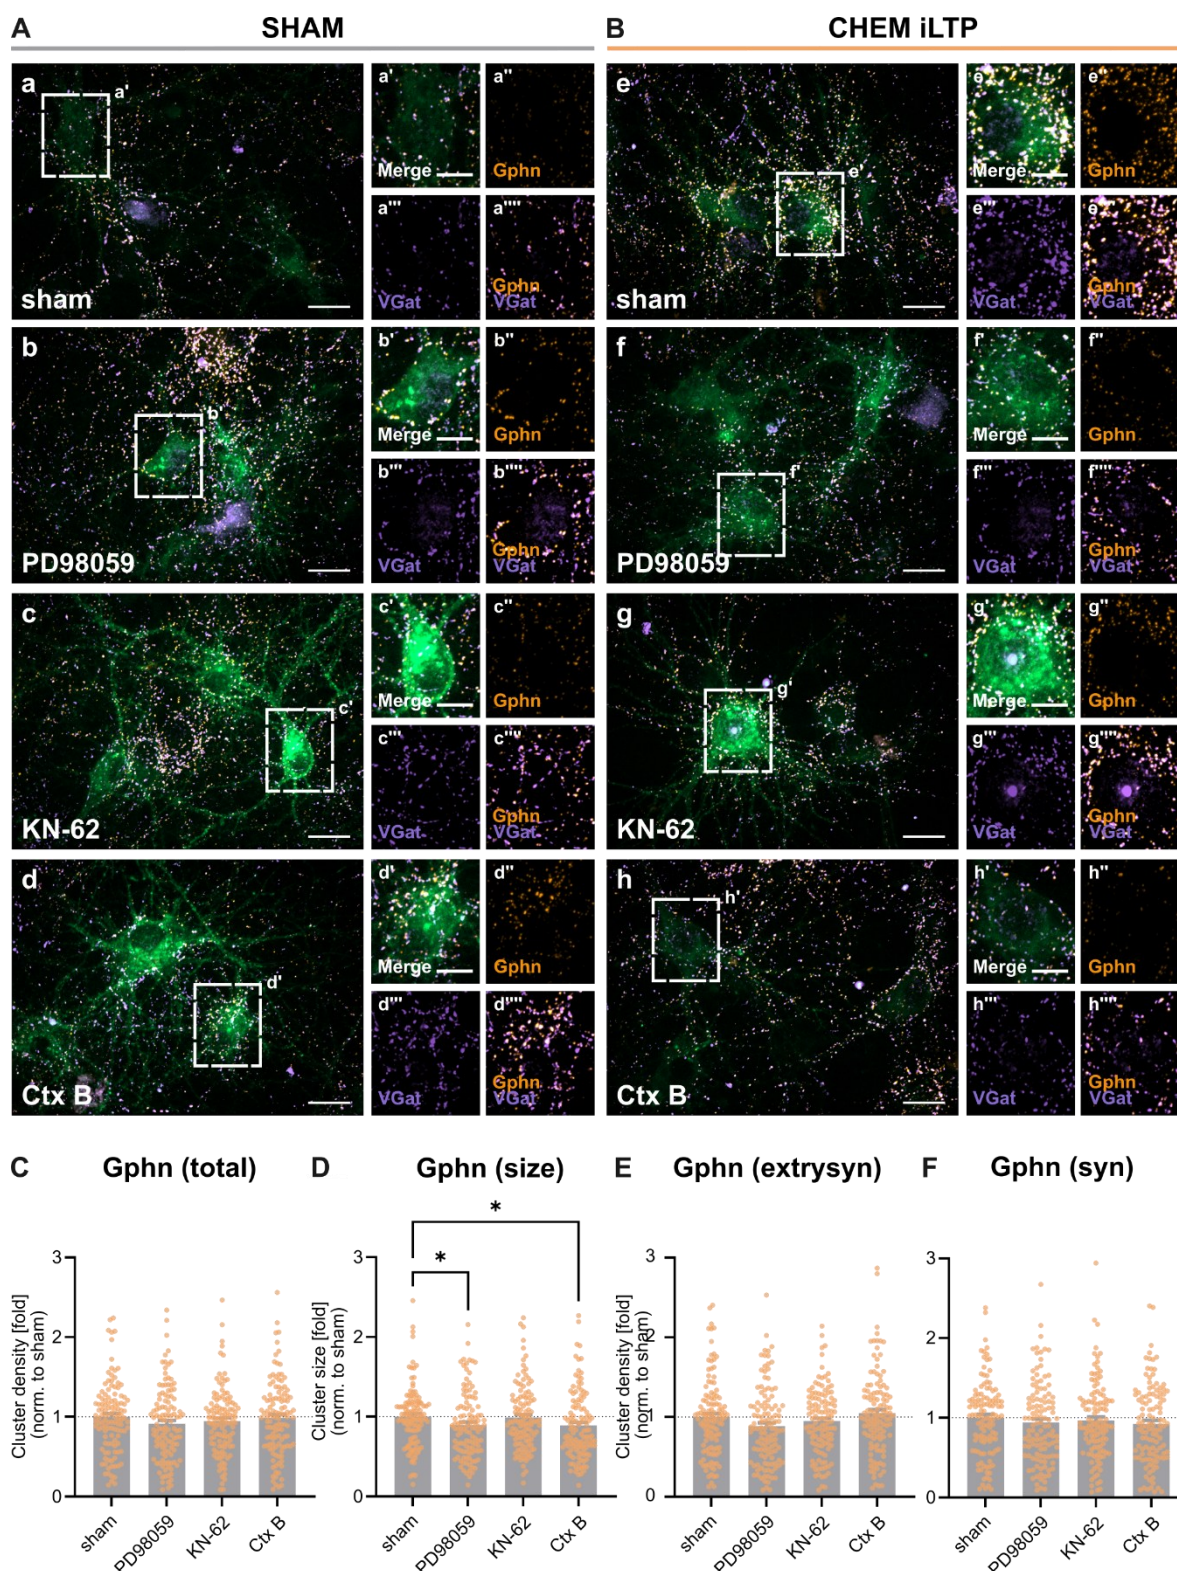 A SHAM B CHEM iLTP
a a' a' a'' e e' e' e''
Merge Gphn Merge Gphn
a''' a'''' e''' e''''
sham VGat Gphn VGat sham VGat Gphn VGat
b b' b' b'' f f' f' f''
Merge Gphn Merge Gphn
b''' b'''' f''' f''''
PD98059 VGat Gphn VGat PD98059 VGat Gphn VGat
c c' c' c'' g g' g' g''
Merge Gphn Merge Gphn
c''' c'''' g''' g''''
KN-62 VGat Gphn VGat KN-62 VGat Gphn VGat
d d' d' d'' h h' h' h''
Merge Gphn Merge Gphn
d''' d'''' h''' h''''
Ctx B VGat Gphn VGat Ctx B VGat Gphn VGat
C Gphn (total)
Cluster density [fold]
(norm. to sham)
3
2
1
0
sham PD98059 KN-62 Ctx B
D Gphn (size)
* *
Cluster size [fold]
(norm. to sham)
3
2
1
0
sham PD98059 KN-62 Ctx B
E Gphn (extrysyn)
Cluster density [fold]
(norm. to sham)
3
2
1
0
sham PD98059 KN-62 Ctx B
F Gphn (syn)
Cluster density [fold]
(norm. to sham)
3
2
1
0
sham PD98059 KN-62 Ctx B